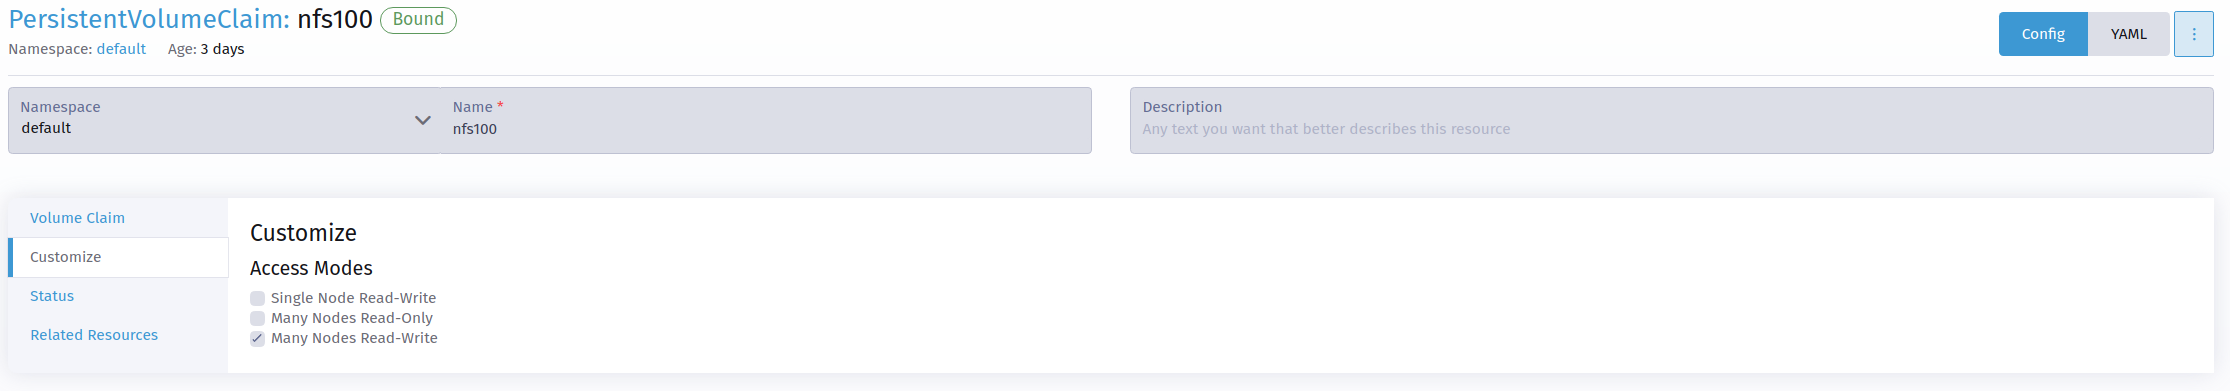 PersistentVolumeClaim: nfs100 Bound
Namespace: default Age: 3 days
Config YAML
Namespace
default
Name *
nfs100
Description
Any text you want that better describes this resource
Volume Claim
Customize
Status
Related Resources
Customize
Access Modes
Single Node Read-Write
Many Nodes Read-Only
Many Nodes Read-Write